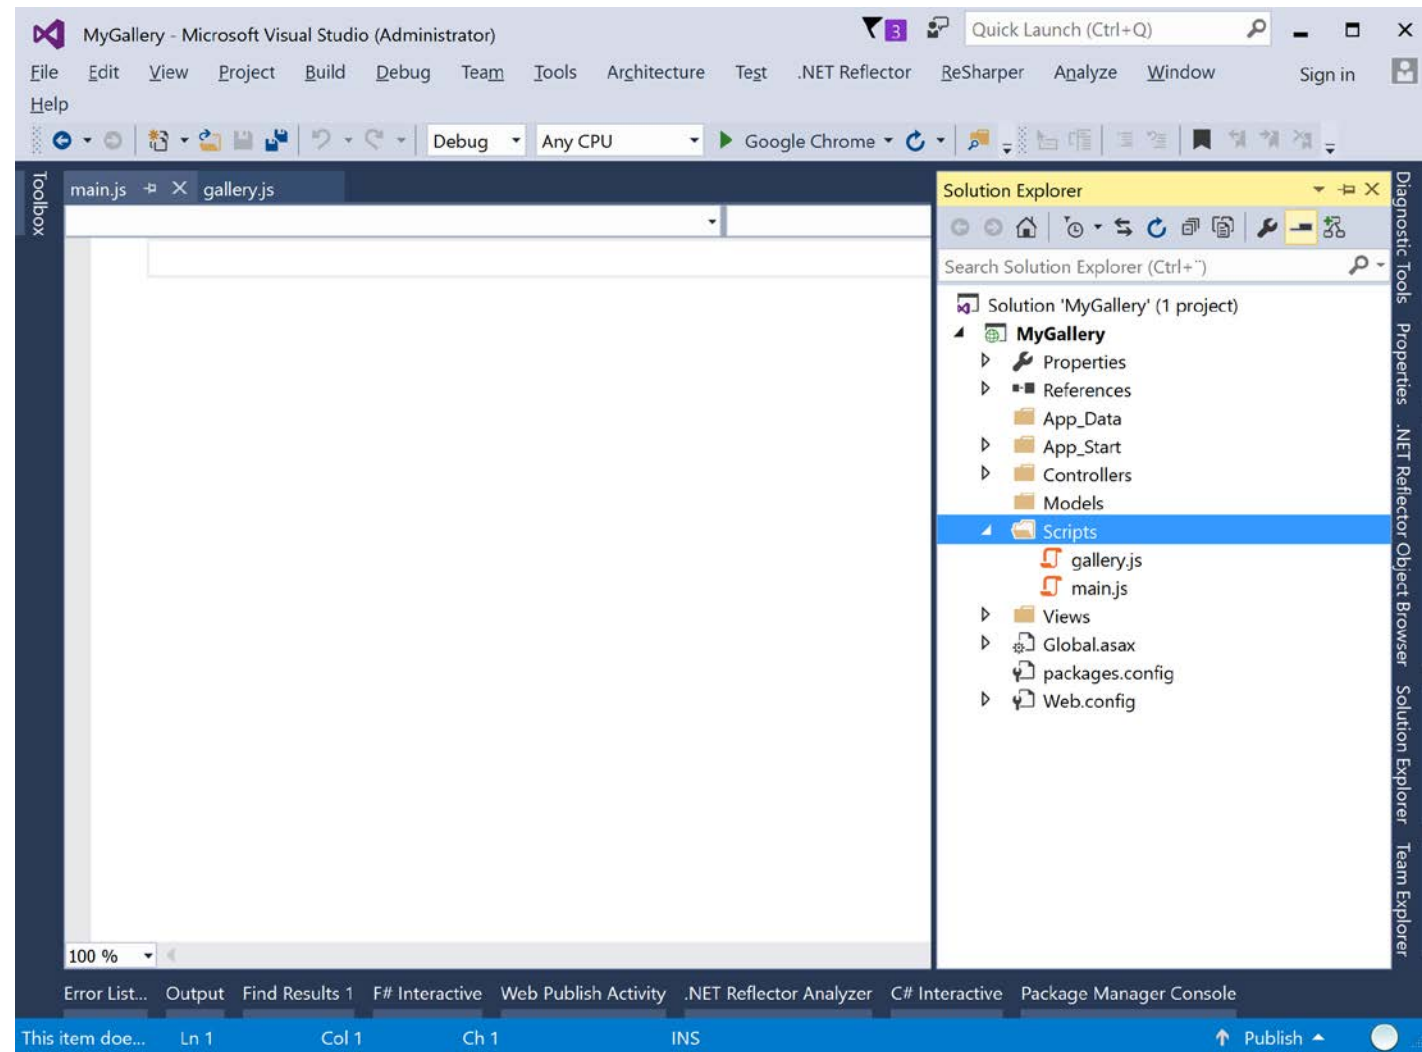 MyGallery - Microsoft Visual Studio (Administrator) 3 Quick Launch (Ctrl+Q)
File Edit View Project Build Debug Team Tools Architecture Test .NET Reflector ReSharper Analyze Window Sign in
Help
Debug Any CPU Google Chrome
Toolbox
main.js gallery.js
Solution Explorer
Search Solution Explorer (Ctrl+¨)
Solution 'MyGallery' (1 project)
MyGallery
Properties
References
App_Data
App_Start
Controllers
Models
Scripts
gallery.js
main.js
Views
Global.asax
packages.config
Web.config
Diagnostic Tools
Properties
.NET Reflector Object Browser
Solution Explorer
Team Explorer
100 %
Error List... Output Find Results 1 F# Interactive Web Publish Activity .NET Reflector Analyzer C# Interactive Package Manager Console
This item doe... Ln 1 Col 1 Ch 1 INS Publish